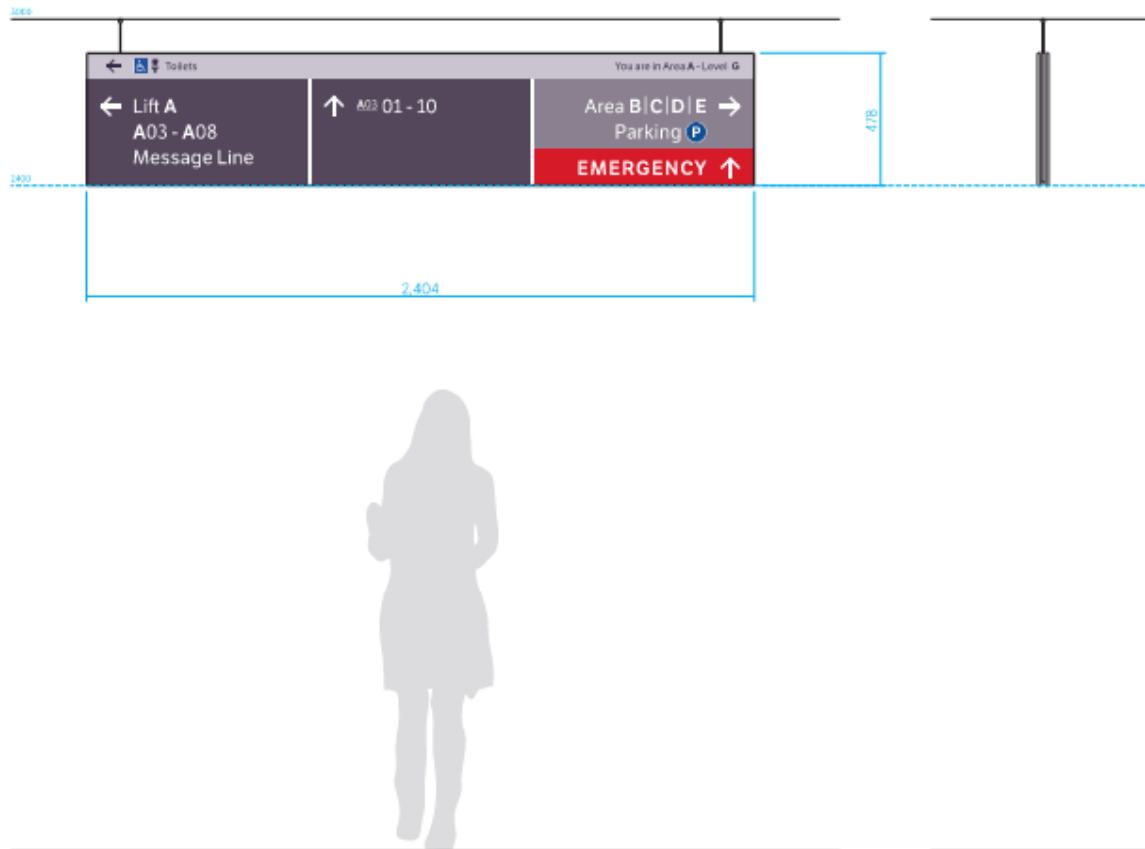 3000
Toilets
You are in Area A - Level G
Lift A
A03 - A08
Message Line
A03 01 - 10
Area B|C|D|E
Parking P
EMERGENCY
478
2400
2,404